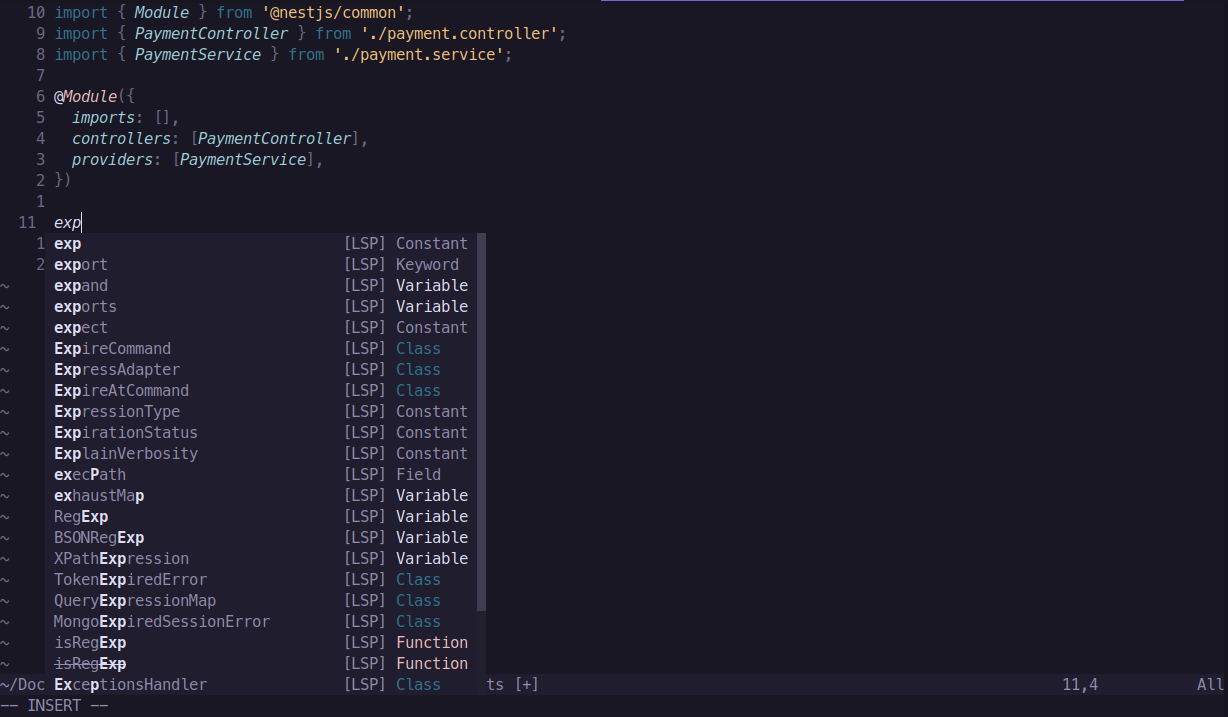 10 import { Module } from '@nestjs/common';
9 import { PaymentController } from './payment.controller';
8 import { PaymentService } from './payment.service';
7
6 @Module({
5 imports: [],
4 controllers: [PaymentController],
3 providers: [PaymentService],
2 })
1
11 exp
1 exp [LSP] Constant
2 export [LSP] Keyword
~ expand [LSP] Variable
~ exports [LSP] Variable
~ expect [LSP] Constant
~ ExpireCommand [LSP] Class
~ ExpressAdapter [LSP] Class
~ ExpireAtCommand [LSP] Class
~ ExpressionType [LSP] Constant
~ ExpirationStatus [LSP] Constant
~ ExplainVerbosity [LSP] Constant
~ execPath [LSP] Field
~ exhaustMap [LSP] Variable
~ RegExp [LSP] Variable
~ BSONRegExp [LSP] Variable
~ XPathExpression [LSP] Variable
~ TokenExpiredError [LSP] Class
~ QueryExpressionMap [LSP] Class
~ MongoExpiredSessionError [LSP] Class
~ isRegExp [LSP] Function
~ isRegExp [LSP] Function
~/Doc ExceptionsHandler [LSP] Class ts [+] 11,4 All
-- INSERT --